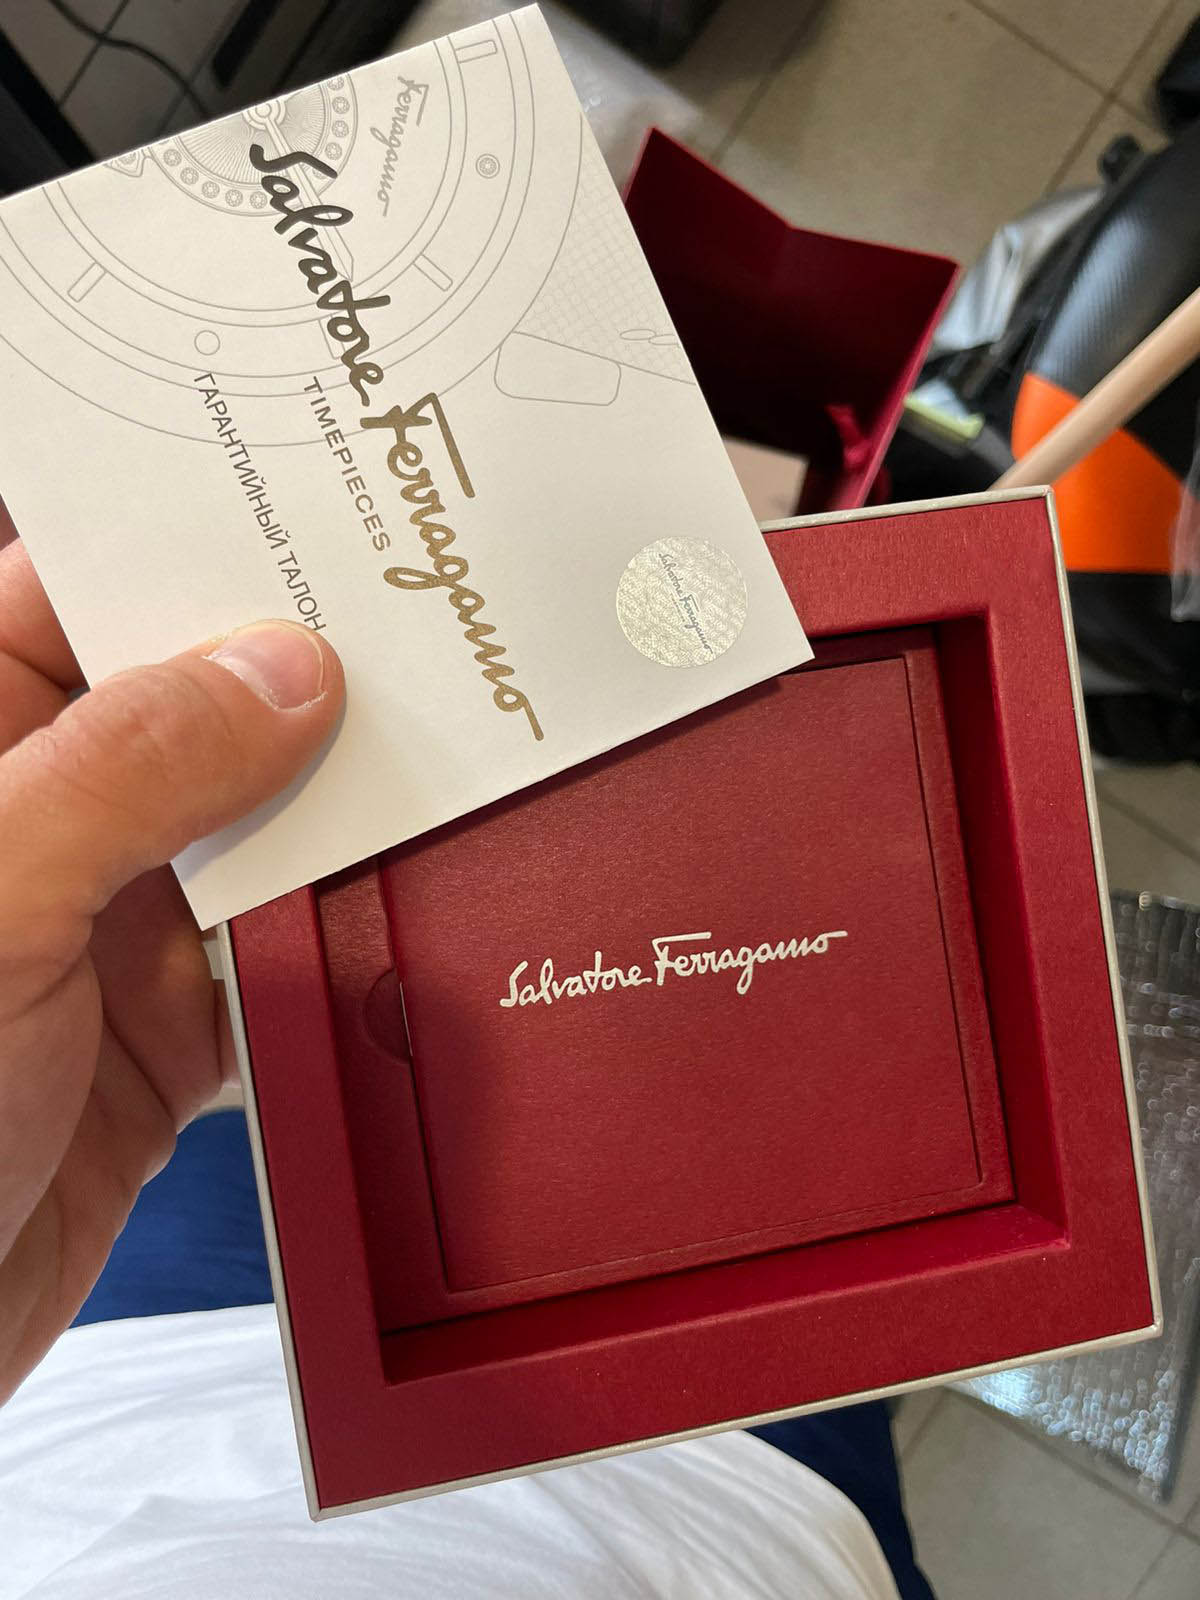 Ferragamo
Salvatore Ferragamo
TIMEPIECES
ГАРАНТИЙНЫЙ ТАЛОН
Salvatore Ferragamo
Salvatore Ferragamo